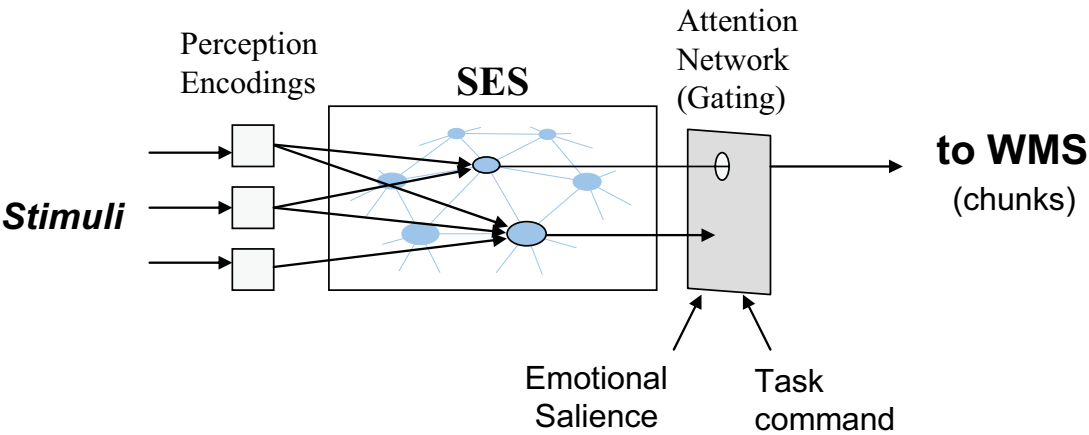 Perception
Encodings
SES
Attention
Network
(Gating)
Stimuli
to WMS
(chunks)
Emotional
Salience
Task
command